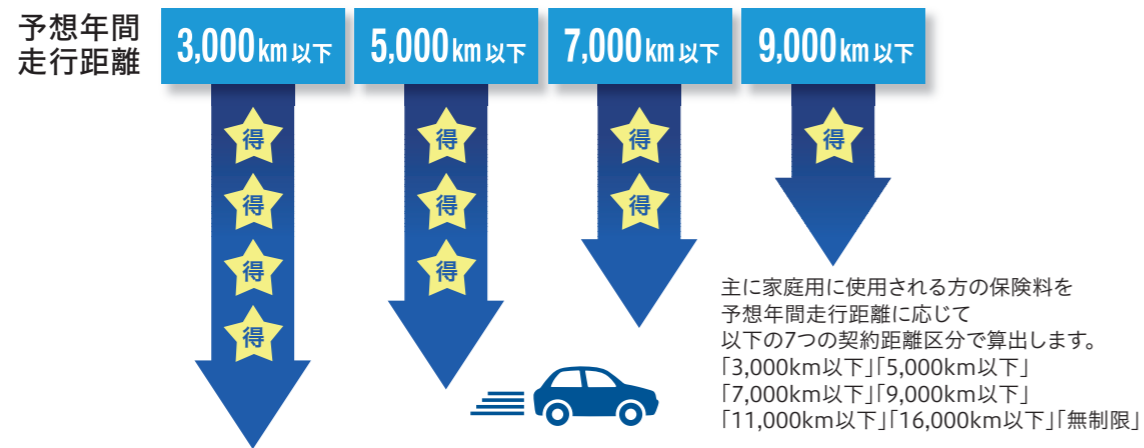 予想年間
走行距離
3,000km以下
5,000km以下
7,000km以下
9,000km以下
得
得
得
得
得
得
得
得
得
得
主に家庭用に使用される方の保険料を
予想年間走行距離に応じて
以下の7つの契約距離区分で算出します。
「3,000km以下」「5,000km以下」
「7,000km以下」「9,000km以下」
「11,000km以下」「16,000km以下」「無制限」